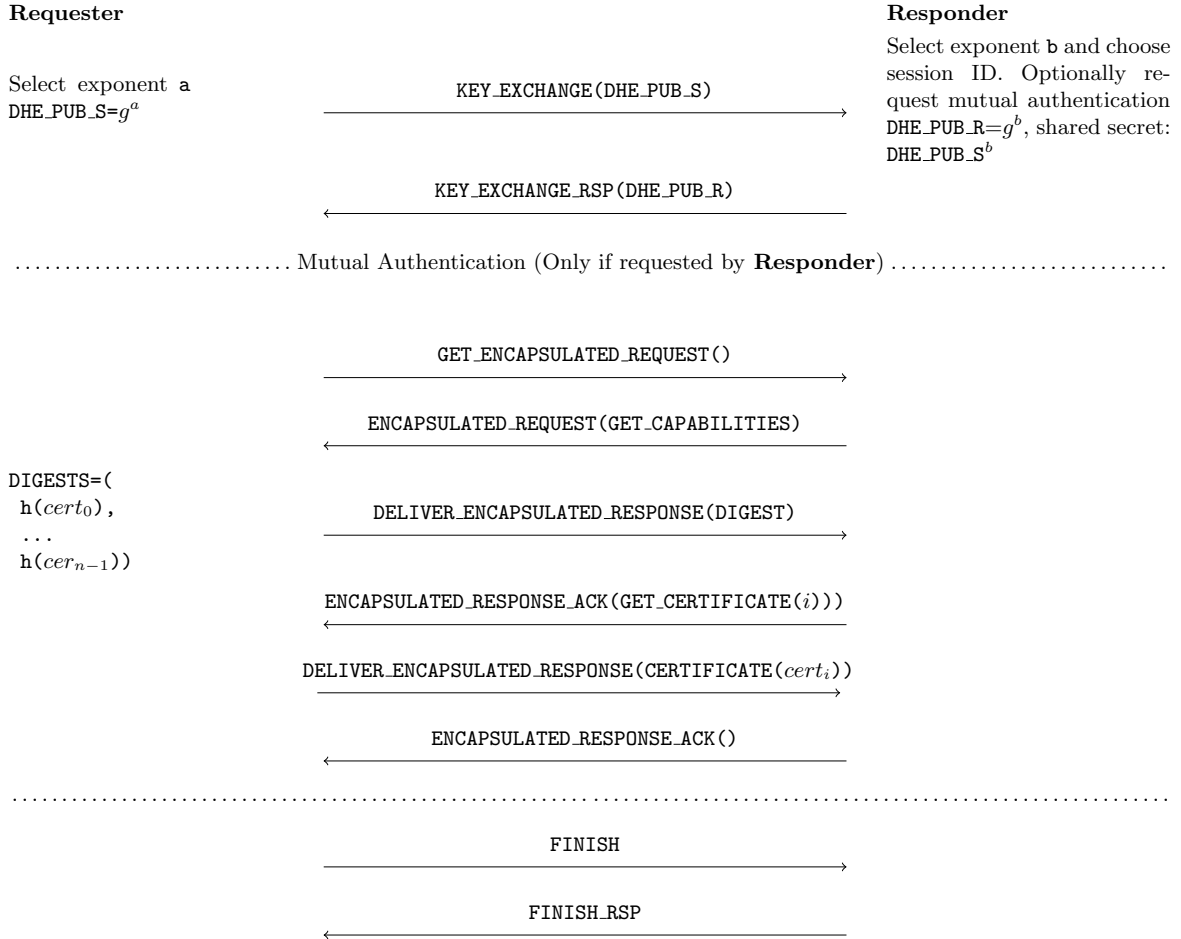 Requester
Responder
Select exponent a
DHE_PUB_S=g^a
KEY_EXCHANGE(DHE_PUB_S)
Select exponent b and choose
session ID. Optionally re-
quest mutual authentication
DHE_PUB_R=g^b, shared secret:
DHE_PUB_S^b
KEY_EXCHANGE_RSP(DHE_PUB_R)
Mutual Authentication (Only if requested by Responder)
GET_ENCAPSULATED_REQUEST()
ENCAPSULATED_REQUEST(GET_CAPABILITIES)
DIGESTS=(
h(cert_0),
...
h(cer_{n-1}))
DELIVER_ENCAPSULATED_RESPONSE(DIGEST)
ENCAPSULATED_RESPONSE_ACK(GET_CERTIFICATE(i)))
DELIVER_ENCAPSULATED_RESPONSE(CERTIFICATE(cert_i))
ENCAPSULATED_RESPONSE_ACK()
FINISH
FINISH_RSP